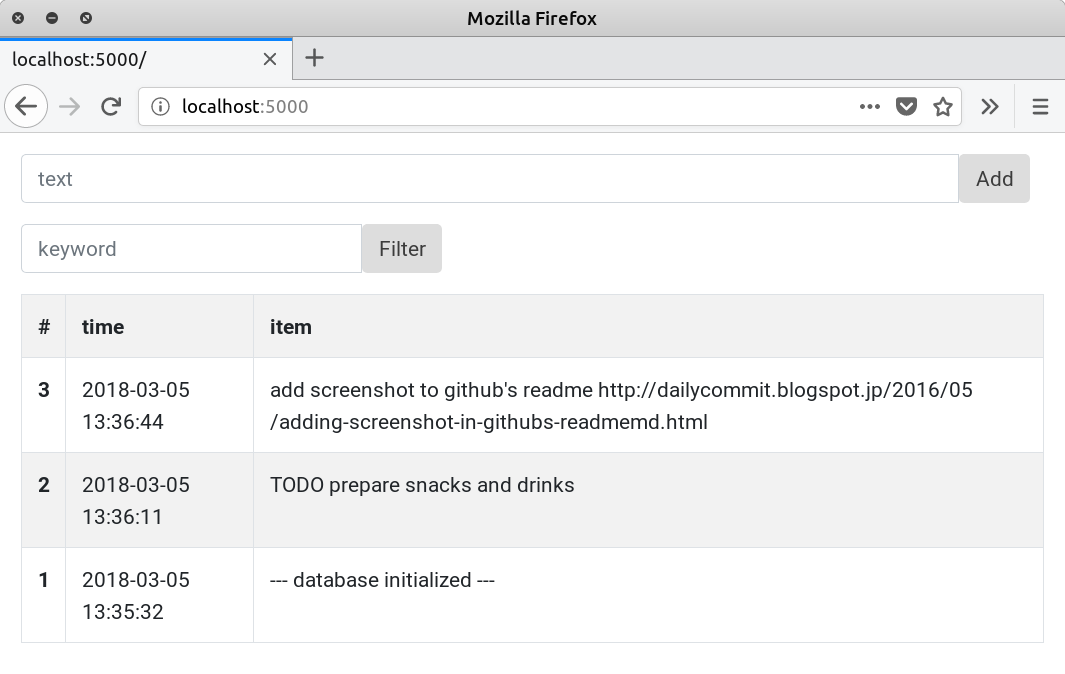 Mozilla Firefox
localhost:5000/
localhost:5000
text Add
keyword Filter
# time item
3 2018-03-05 add screenshot to github's readme http://dailycommit.blogspot.jp/2016/05
13:36:44 /adding-screenshot-in-githubs-readmemd.html
2 2018-03-05 TODO prepare snacks and drinks
13:36:11
1 2018-03-05 --- database initialized ---
13:35:32